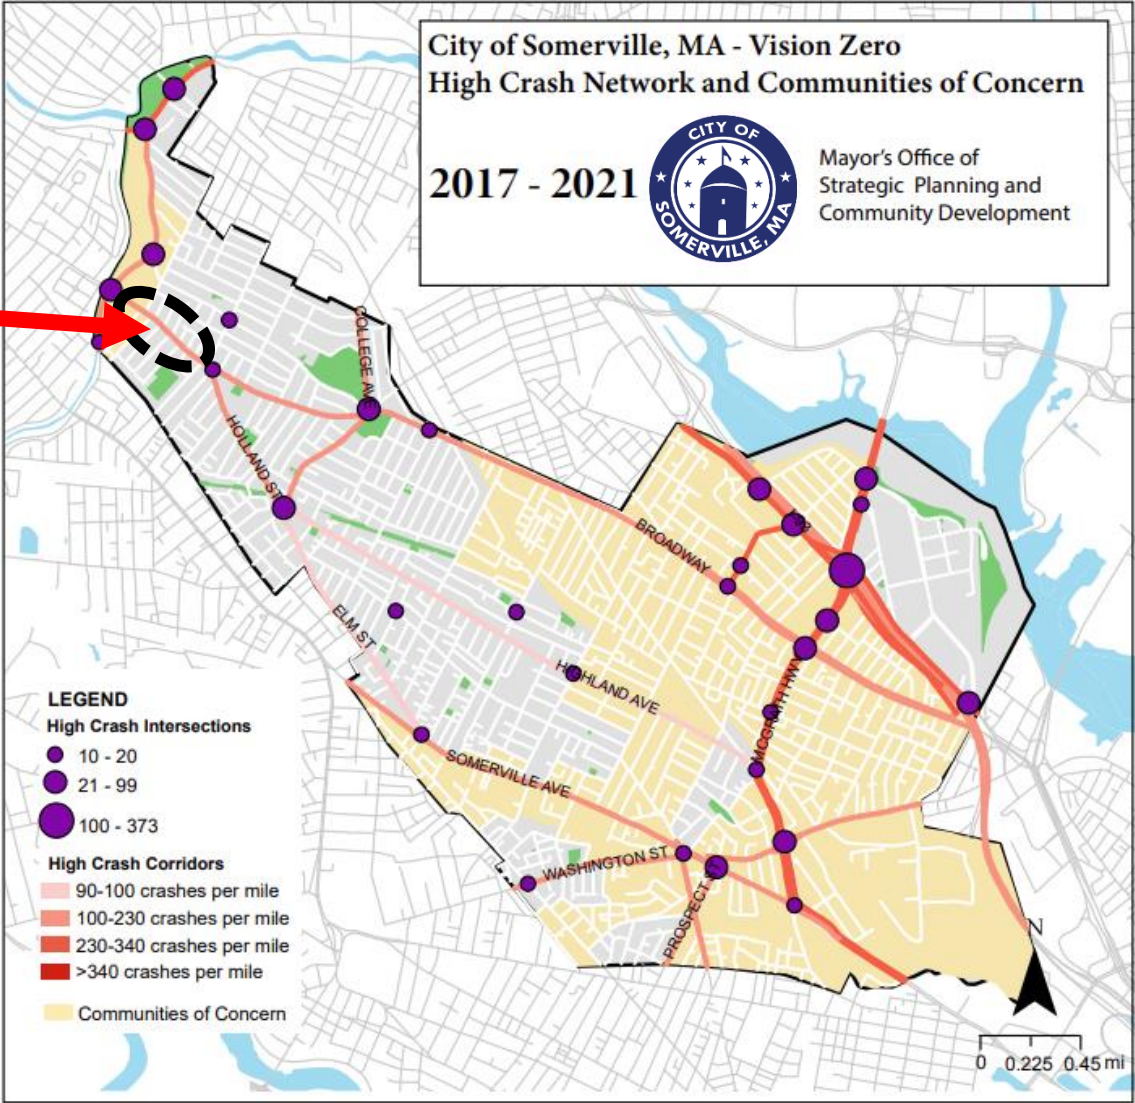 City of Somerville, MA - Vision Zero
High Crash Network and Communities of Concern
2017 - 2021
CITY OF
SOMERVILLE, MA
Mayor's Office of
Strategic Planning and
Community Development
COLLEGE AVE
HOLLAND ST
BROADWAY
ELM ST
HIGHLAND AVE
MCGRATH HWY
SOMERVILLE AVE
WASHINGTON ST
PROSPECT
LEGEND
High Crash Intersections
10 - 20
21 - 99
100 - 373
High Crash Corridors
90-100 crashes per mile
100-230 crashes per mile
230-340 crashes per mile
>340 crashes per mile
Communities of Concern
N
0 0.225 0.45 mi